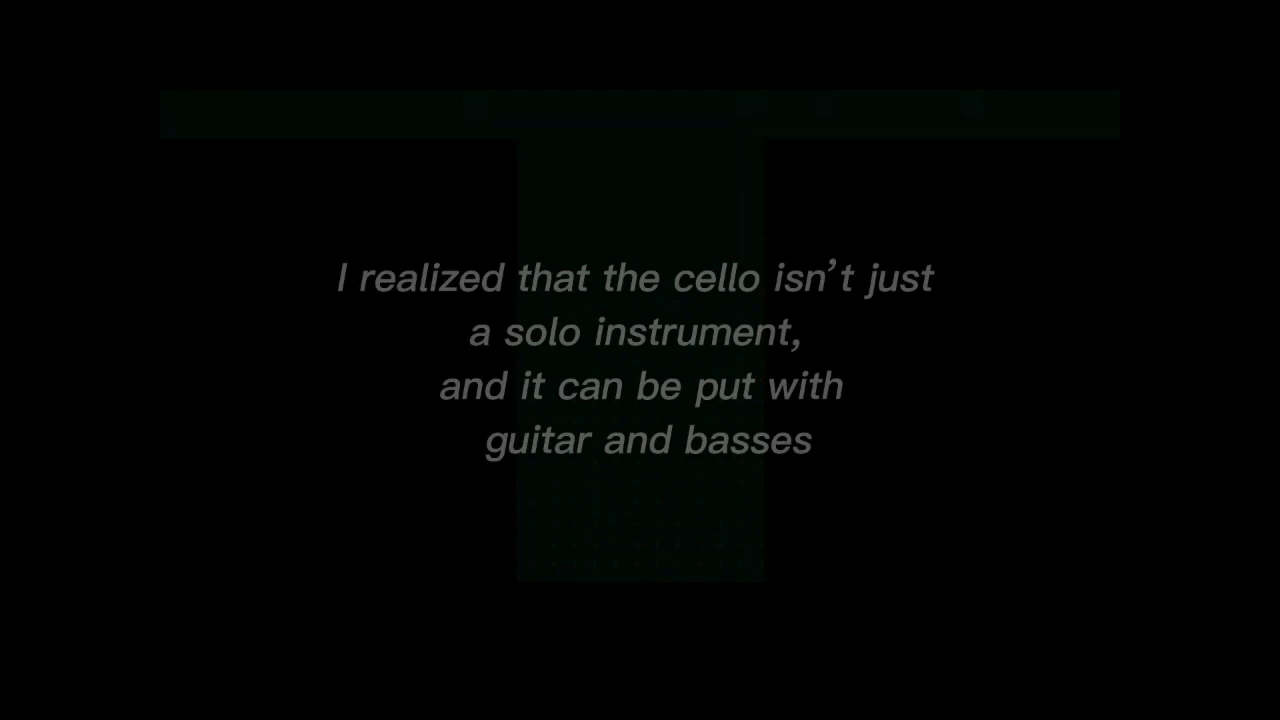 I realized that the cello isn’t just
a solo instrument,
and it can be put with
guitar and basses